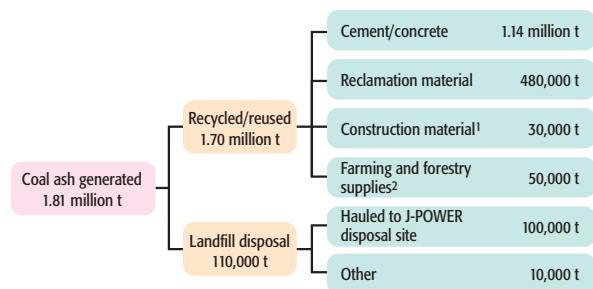 Coal ash generated
1.81 million t
Recycled/reused
1.70 million t
Cement/concrete 1.14 million t
Reclamation material 480,000 t
Construction material¹ 30,000 t
Farming and forestry
supplies² 50,000 t
Landfill disposal
110,000 t
Hauled to J-POWER
disposal site 100,000 t
Other 10,000 t